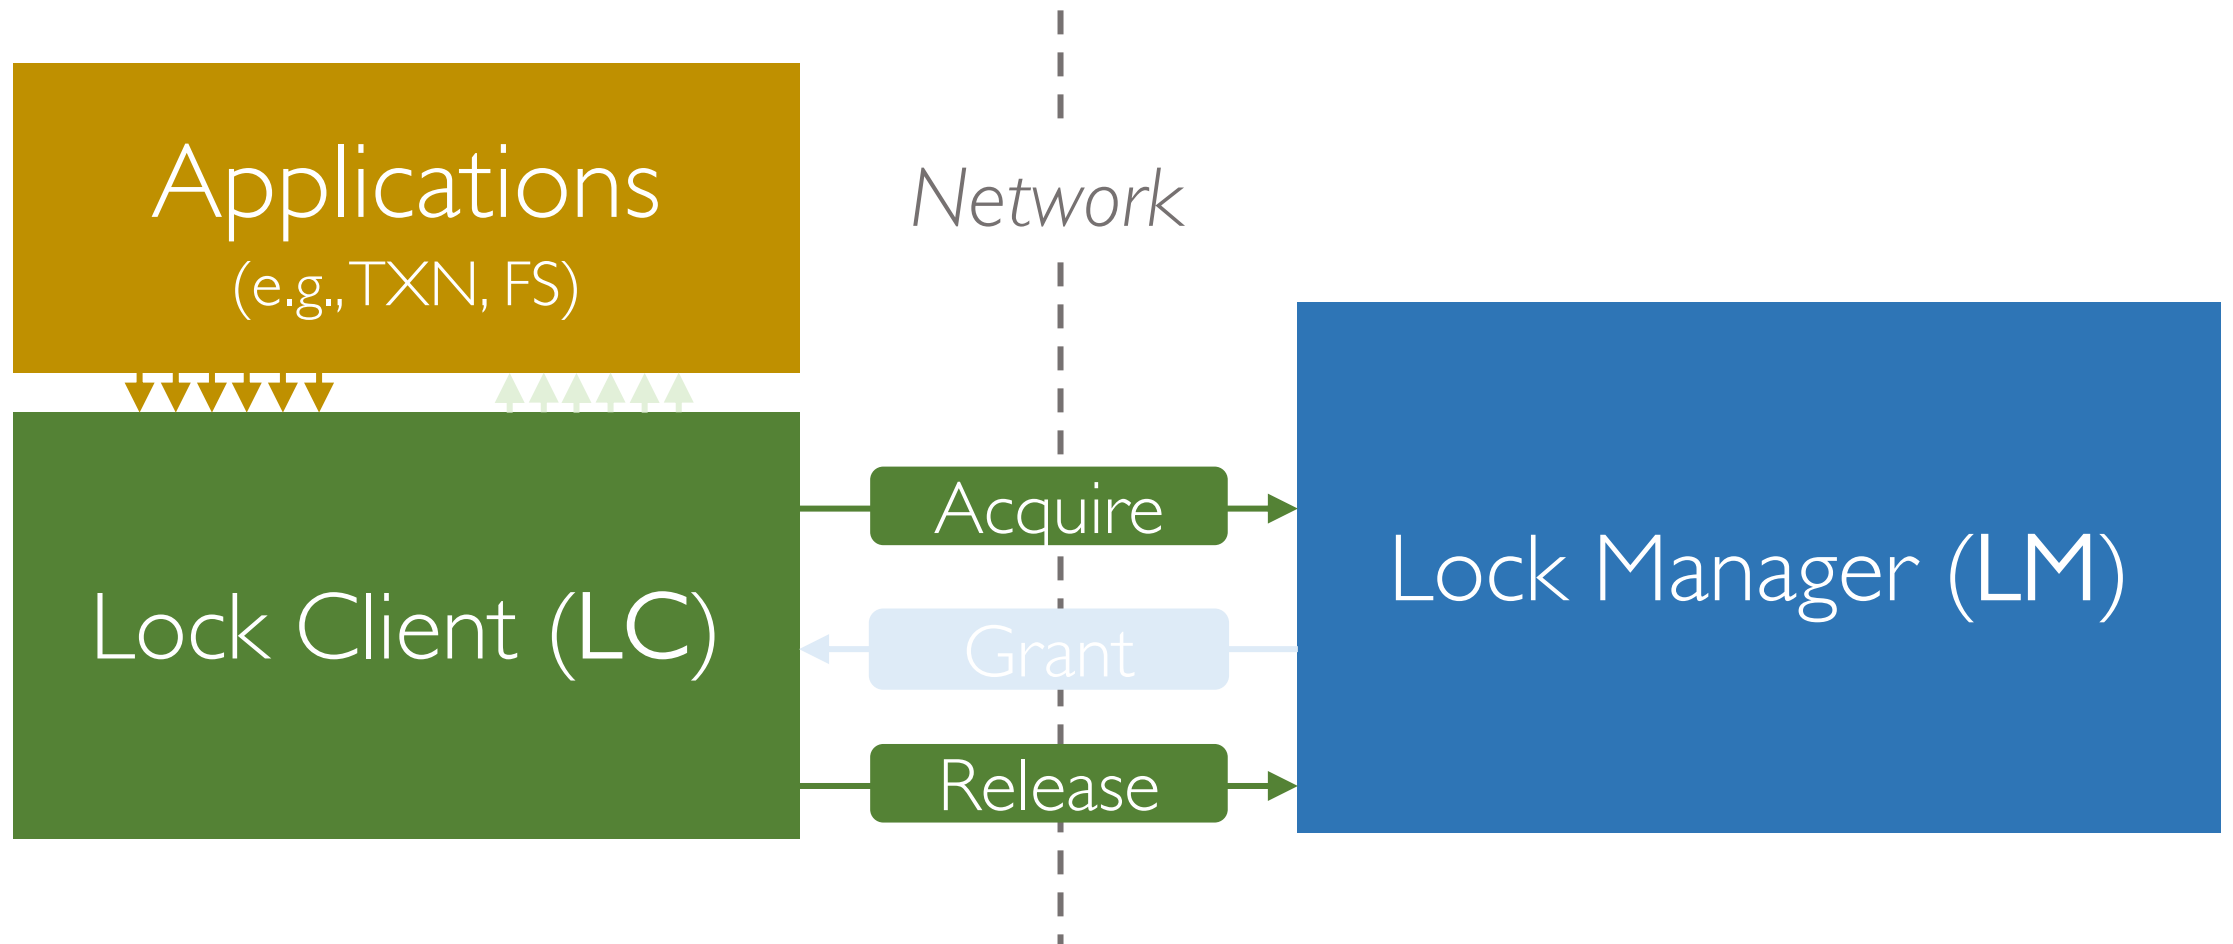 Applications
(e.g., TXN, FS)
Network
Lock Client (LC)
Acquire
Grant
Release
Lock Manager (LM)